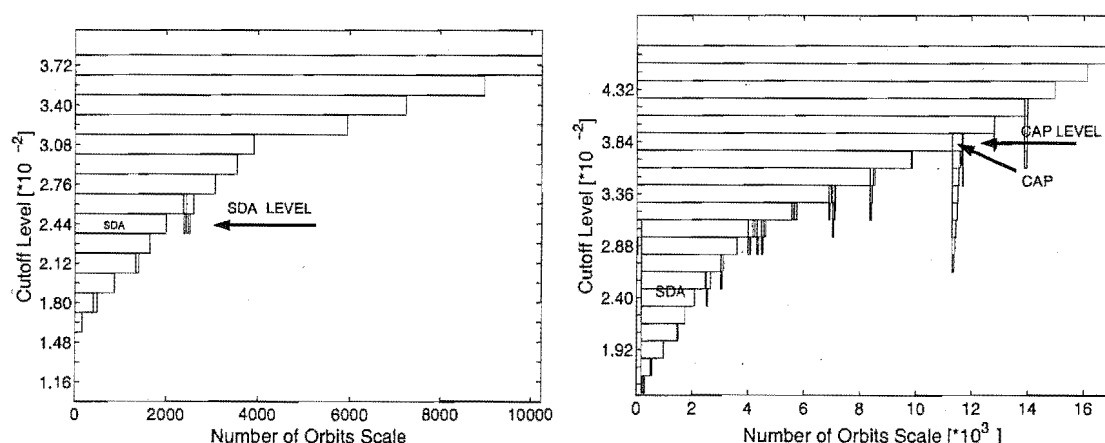 Cutoff Level [*10 -2]
3.72
3.40
3.08
2.76
2.44
2.12
1.80
1.48
1.16
SDA LEVEL
SDA
0 2000 4000 6000 8000 10000
Number of Orbits Scale
Cutoff Level [*10 -2]
4.32
3.84
3.36
2.88
2.40
1.92
CAP LEVEL
CAP
SDA
0 2 4 6 8 10 12 14 16
Number of Orbits Scale [*10 3 ]